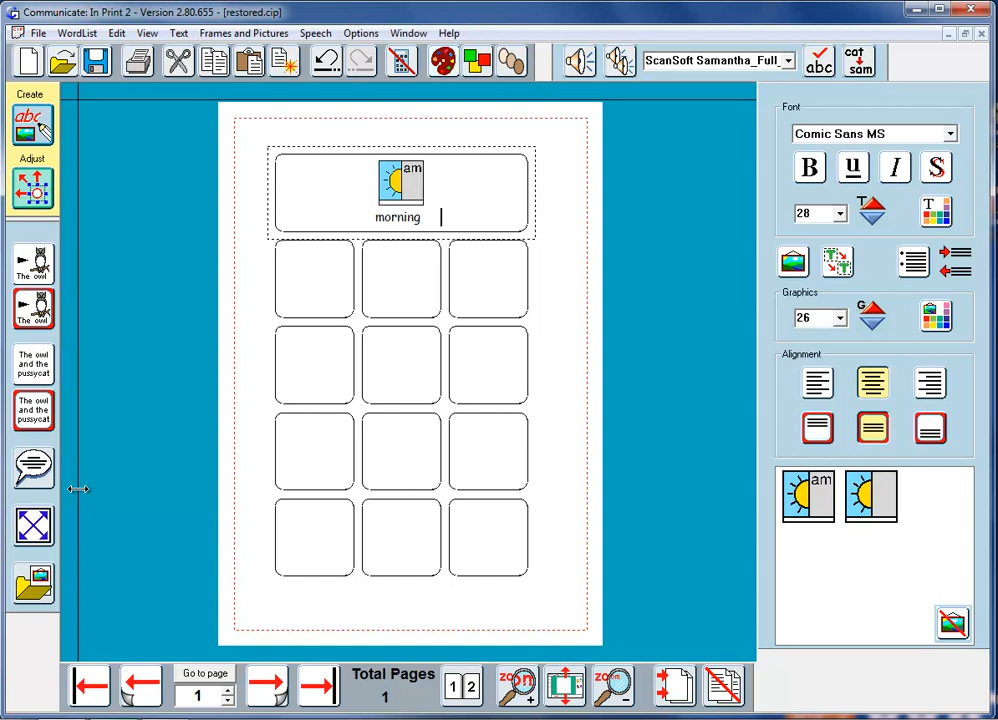 Communicate: In Print 2 - Version 2.80.655 - [restored.cip]
File WordList Edit View Text Frames and Pictures Speech Options Window Help
ScanSoft Samantha_Full_
abc
cat
sam
Create
abc
Adjust
The owl
The owl
The owl
and the
pussycat
The owl
and the
pussycat
am
morning
Font
Comic Sans MS
B u I S
28
T
T
T
T
Graphics
26
G
Alignment
am
Go to page
1
Total Pages
1
1 2
zoom
+
zoom
-